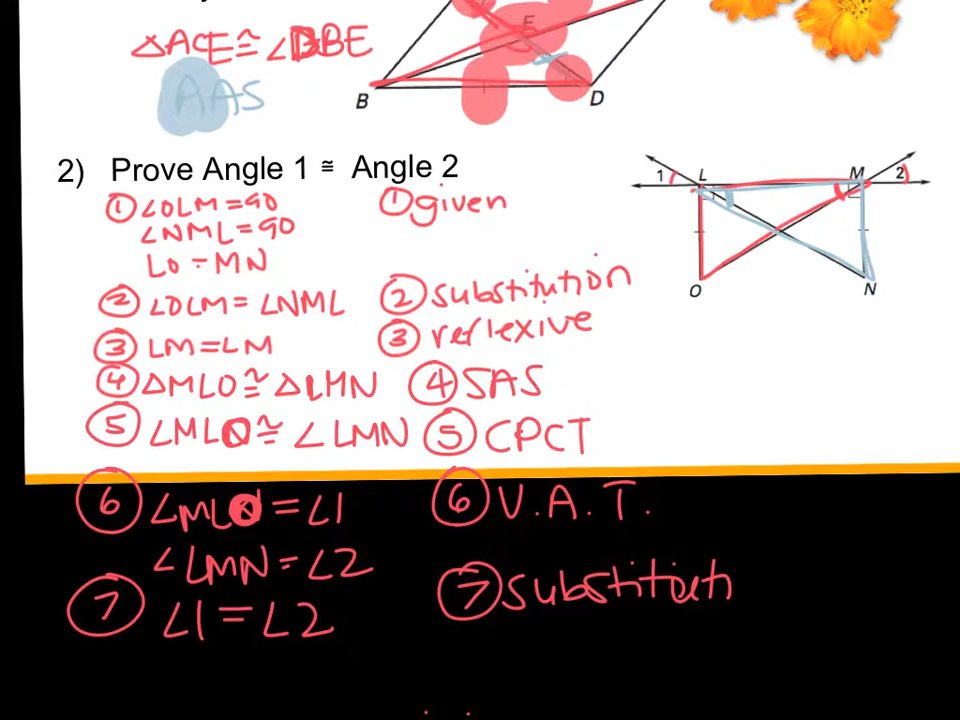 △ACE≅∠DBE
AAS
E
B
D
2) Prove Angle 1 ≅ Angle 2
① ∠OLM=90
∠NML=90
LO=MN
① given
② ∠OLM=∠NML
② substitution
③ LM=LM
③ reflexive
④ △MLO≅△LMN
④ SAS
⑤ ∠MLN≅∠LMN
⑤ CPCT
⑥ ∠ML =∠1
∠LMN=∠2
⑥ V.A.T.
⑦ ∠1=∠2
⑦ substitution
1 L M 2
O N